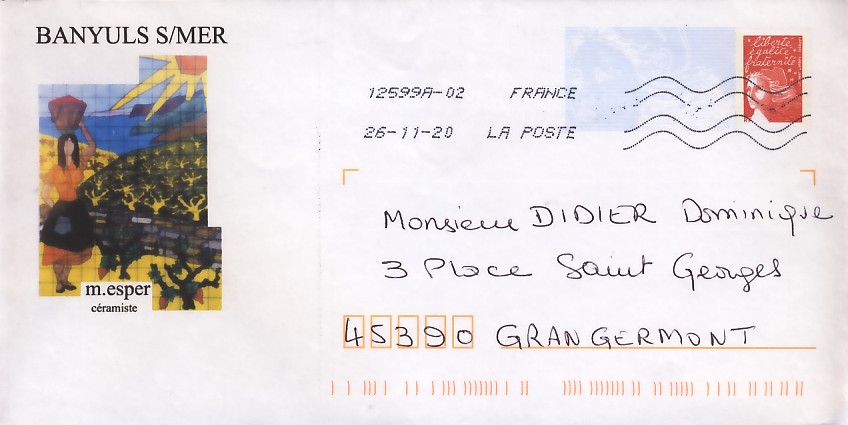 BANYULS S/MER
liberté
égalité
fraternité
12599A-02 FRANCE
26-11-20 LA POSTE
Monsieur DIDIER Dominique
3 Place Saint Georges
45390 GRANGERMONT
m.esper
céramiste